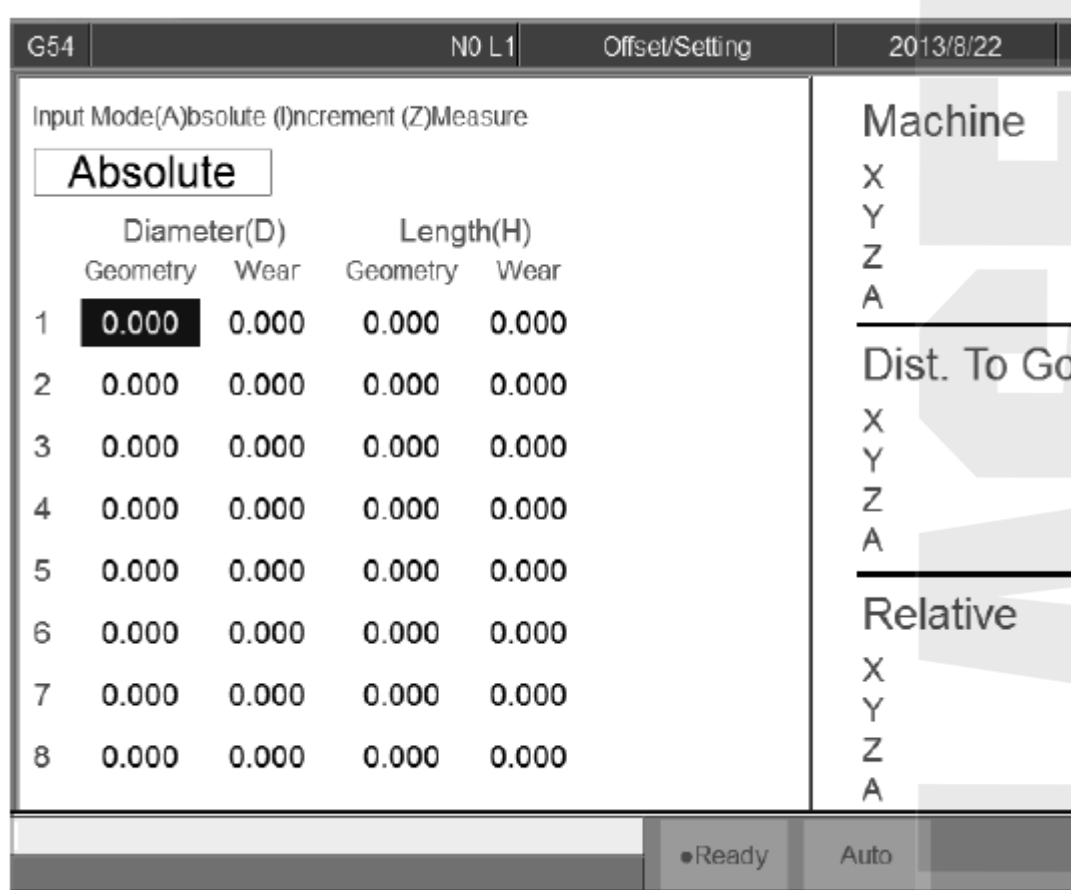 G54 N0 L1 Offset/Setting 2013/8/22
Input Mode(A)bsolute (I)ncrement (Z)Measure
Absolute
Diameter(D) Length(H)
Geometry Wear Geometry Wear
1 0.000 0.000 0.000 0.000
2 0.000 0.000 0.000 0.000
3 0.000 0.000 0.000 0.000
4 0.000 0.000 0.000 0.000
5 0.000 0.000 0.000 0.000
6 0.000 0.000 0.000 0.000
7 0.000 0.000 0.000 0.000
8 0.000 0.000 0.000 0.000
Machine
X
Y
Z
A
Dist. To Go
X
Y
Z
A
Relative
X
Y
Z
A
●Ready Auto